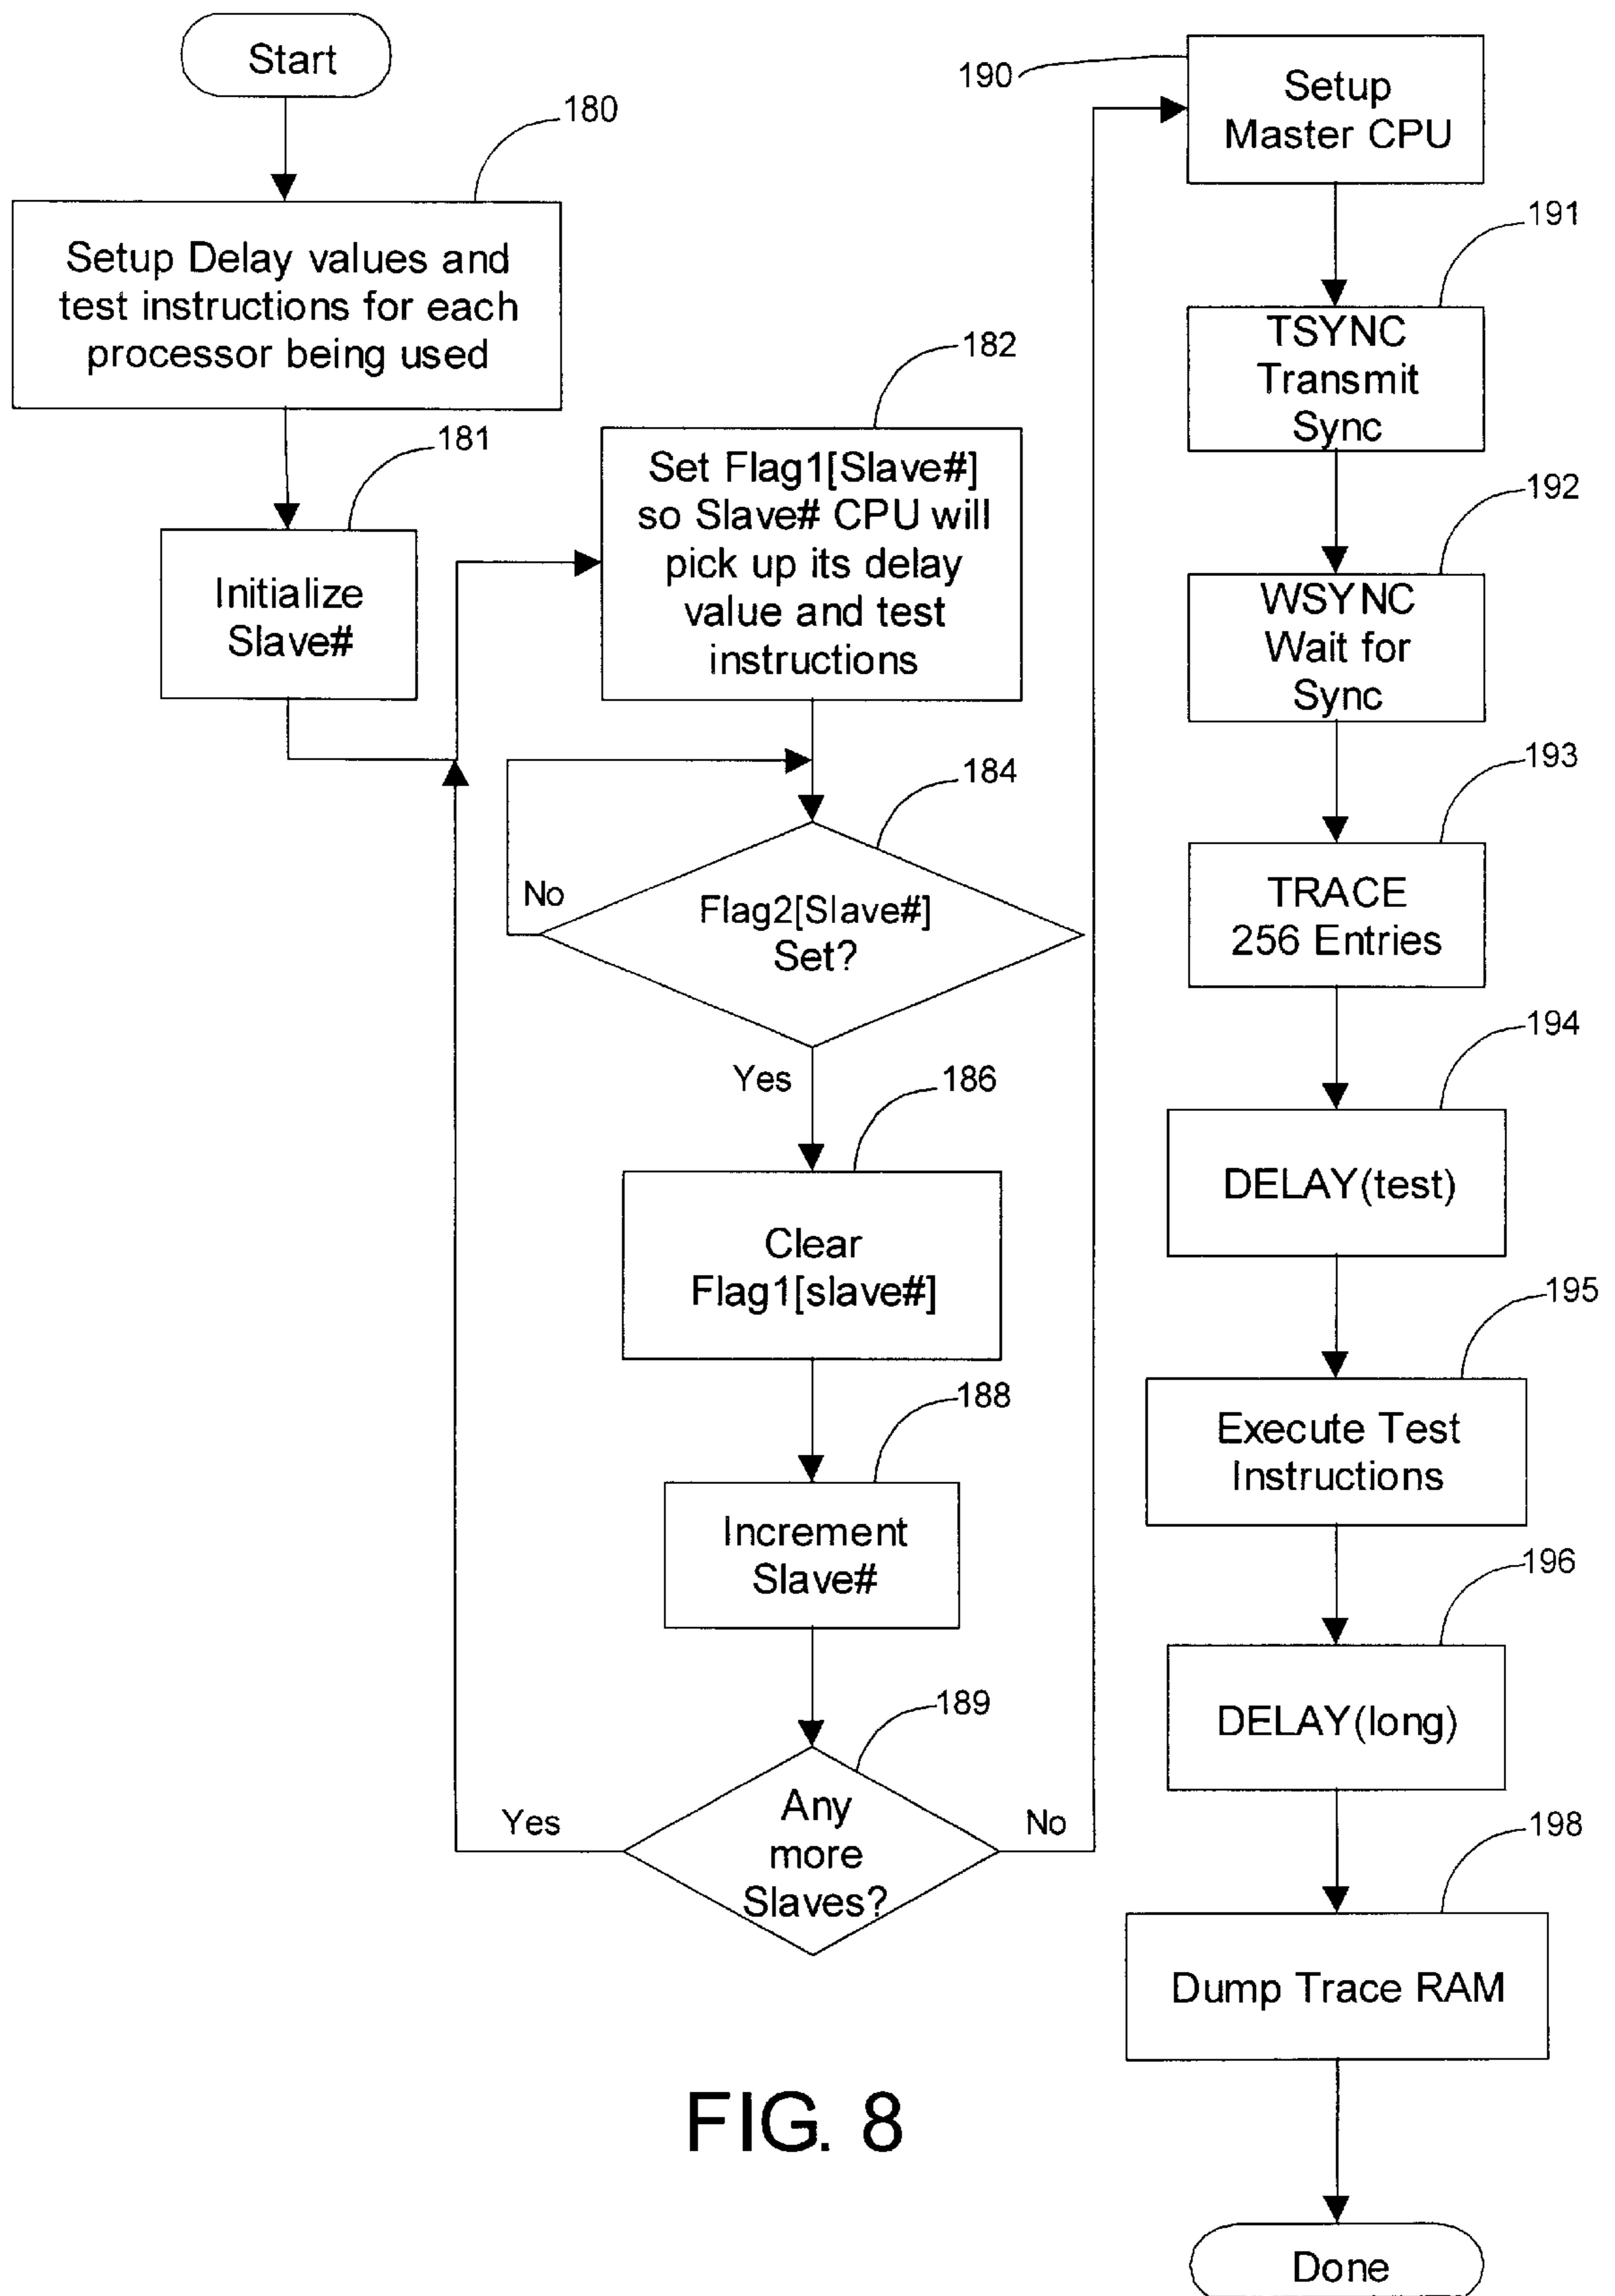 Start
180
Setup Delay values and
test instructions for each
processor being used
181
Initialize
Slave#
182
Set Flag1[Slave#]
so Slave# CPU will
pick up its delay
value and test
instructions
184
No
Flag2[Slave#]
Set?
Yes
186
Clear
Flag1[slave#]
188
Increment
Slave#
189
Yes
Any
more
Slaves?
No
190
Setup
Master CPU
191
TSYNC
Transmit
Sync
192
WSYNC
Wait for
Sync
193
TRACE
256 Entries
194
DELAY(test)
195
Execute Test
Instructions
196
DELAY(long)
198
Dump Trace RAM
Done
FIG. 8